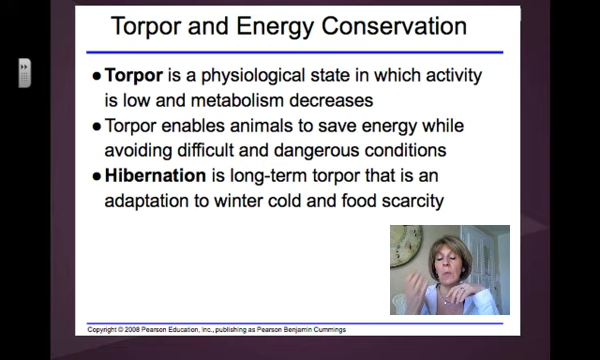 Torpor and Energy Conservation
● Torpor is a physiological state in which activity
is low and metabolism decreases
● Torpor enables animals to save energy while
avoiding difficult and dangerous conditions
● Hibernation is long-term torpor that is an
adaptation to winter cold and food scarcity
Copyright © 2008 Pearson Education, Inc., publishing as Pearson Benjamin Cummings